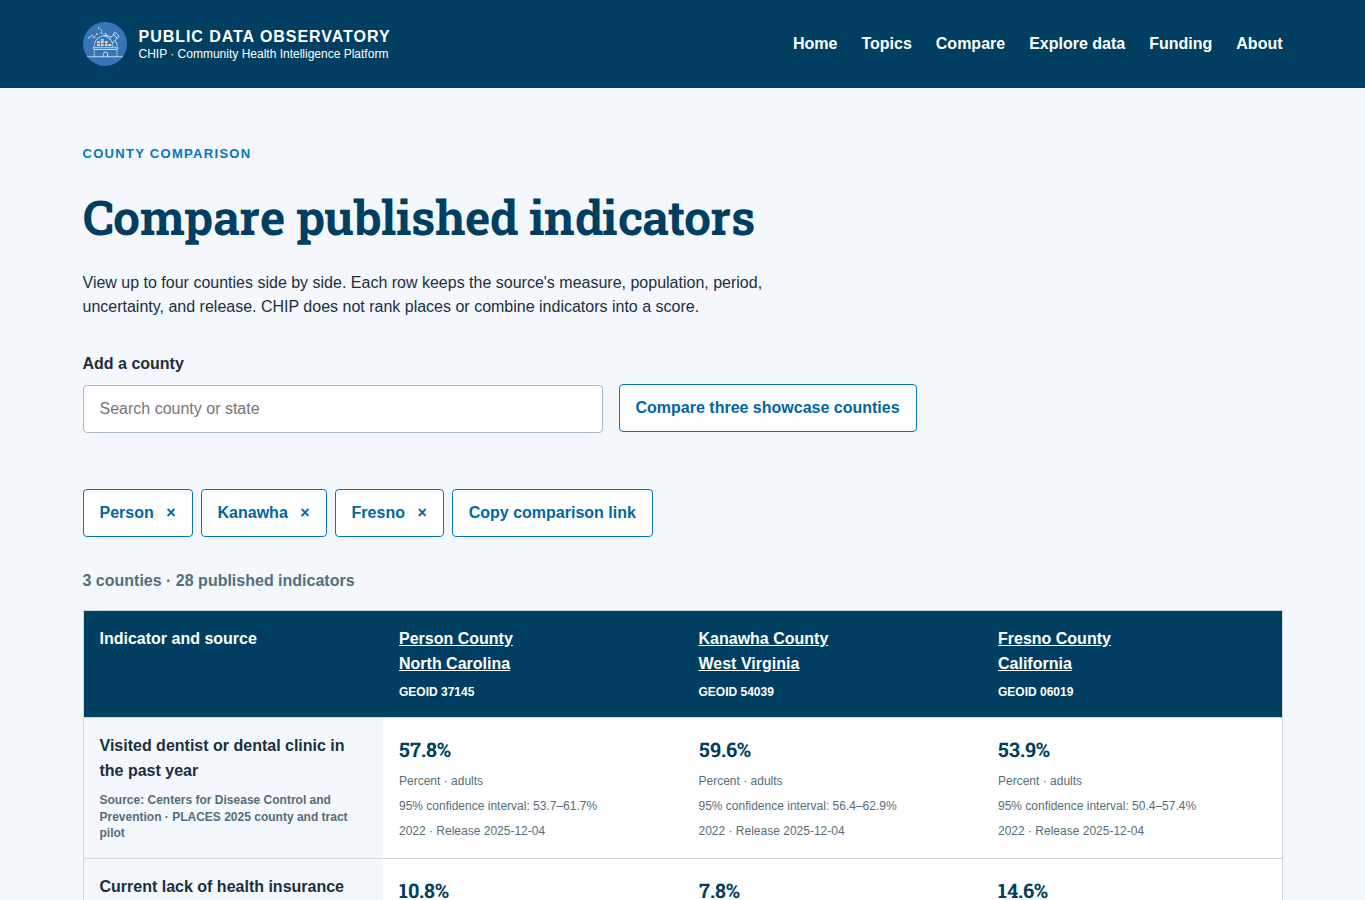 PUBLIC DATA OBSERVATORY
CHIP · Community Health Intelligence Platform
Home
Topics
Compare
Explore data
Funding
About
COUNTY COMPARISON
Compare published indicators
View up to four counties side by side. Each row keeps the source's measure, population, period,
uncertainty, and release. CHIP does not rank places or combine indicators into a score.
Add a county
Search county or state
Compare three showcase counties
Person ×
Kanawha ×
Fresno ×
Copy comparison link
3 counties · 28 published indicators
Indicator and source
Person County
North Carolina
GEOID 37145
Kanawha County
West Virginia
GEOID 54039
Fresno County
California
GEOID 06019
Visited dentist or dental clinic in
the past year
Source: Centers for Disease Control and
Prevention · PLACES 2025 county and tract
pilot
57.8%
Percent · adults
95% confidence interval: 53.7–61.7%
2022 · Release 2025-12-04
59.6%
Percent · adults
95% confidence interval: 56.4–62.9%
2022 · Release 2025-12-04
53.9%
Percent · adults
95% confidence interval: 50.4–57.4%
2022 · Release 2025-12-04
Current lack of health insurance
10.8%
7.8%
14.6%